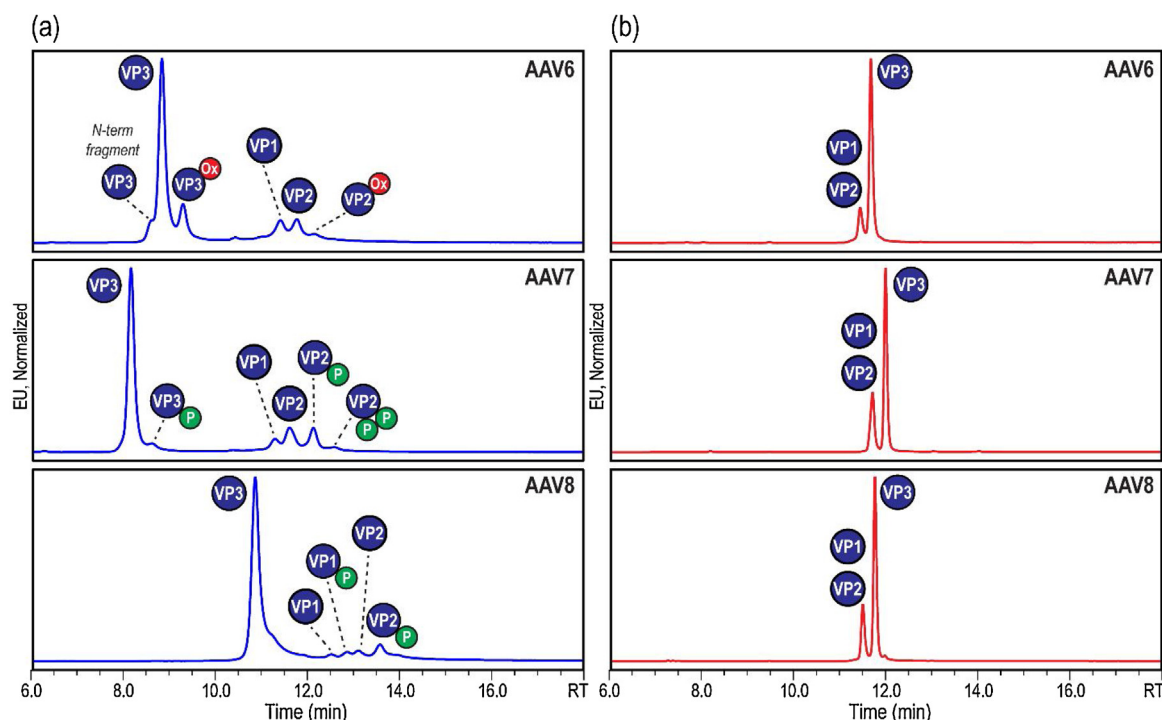 (a)
AAV6
VP3
N-term
fragment
VP3
VP3 Ox
VP1
VP2
VP2 Ox
AAV7
VP3
VP3 P
VP1
VP2
VP2 P
VP2 P P
EU, Normalized
AAV8
VP3
VP1
VP1 P
VP2
VP2 P
6.0 8.0 10.0 12.0 14.0 16.0 RT
Time (min)
(b)
AAV6
VP3
VP1
VP2
AAV7
VP3
VP1
VP2
EU, Normalized
AAV8
VP3
VP1
VP2
6.0 8.0 10.0 12.0 14.0 16.0 RT
Time (min)